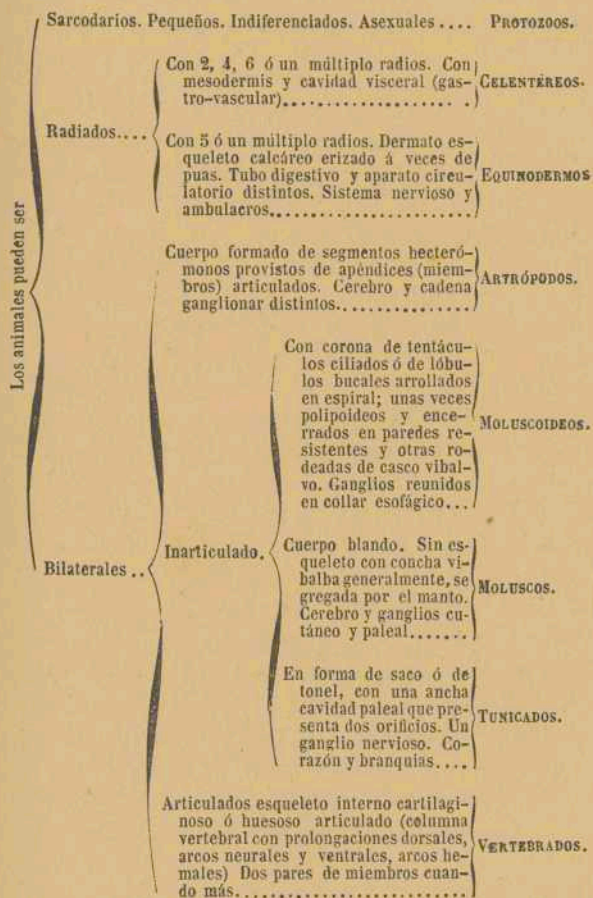 Los animales pueden ser
Sarcodarios. Pequeños. Indiferenciados. Asexuales .... PROTOZOOS.
Radiados....
Con 2, 4, 6 ó un múltiplo radios. Con
mesodermis y cavidad visceral (gas-
tro-vascular)...................
CELENTÉREOS.
Con 5 ó un múltiplo radios. Dermato es-
queleto calcáreo erizado á veces de
puas. Tubo digestivo y aparato circu-
latorio distintos. Sistema nervioso y
ambulacros.......................
EQUINODERMOS
Bilaterales ..
Cuerpo formado de segmentos hecteró-
monos provistos de apéndices (miem-
bros) articulados. Cerebro y cadena
ganglionar distintos...............
ARTRÓPODOS.
Inarticulado.
Con corona de tentácu-
los ciliados ó de lóbu-
los bucales arrollados
en espiral; unas veces
polipoideos y ence-
rrados en paredes re-
sistentes y otras ro-
deadas de casco vibal-
vo. Ganglios reunidos
en collar esofágico...
MOLUSCOIDEOS.
Cuerpo blando. Sin es-
queleto con concha vi-
balba generalmente, se
gregada por el manto.
Cerebro y ganglios cu-
táneo y paleal.......
MOLUSCOS.
En forma de saco ó de
tonel, con una ancha
cavidad paleal que pre-
senta dos orificios. Un
ganglio nervioso. Co-
razón y branquias....
TUNICADOS.
Articulados esqueleto interno cartilagi-
noso ó huesoso articulado (columna
vertebral con prolongaciones dorsales,
arcos neurales y ventrales, arcos he-
males) Dos pares de miembros cuan-
do más.........................
VERTEBRADOS.